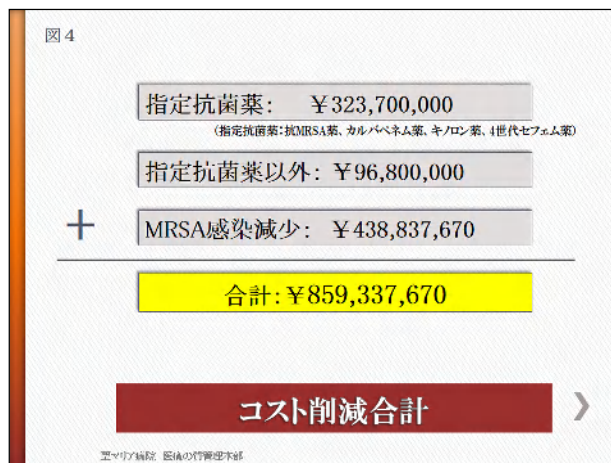 図4
指定抗菌薬： ￥323,700,000
（指定抗菌薬：抗MRSA薬、カルバペネム薬、キノロン薬、4世代セフェム薬）
指定抗菌薬以外：￥96,800,000
＋ MRSA感染減少： ￥438,837,670
合計：￥859,337,670
コスト削減合計
聖マリア病院 医療の質管理本部